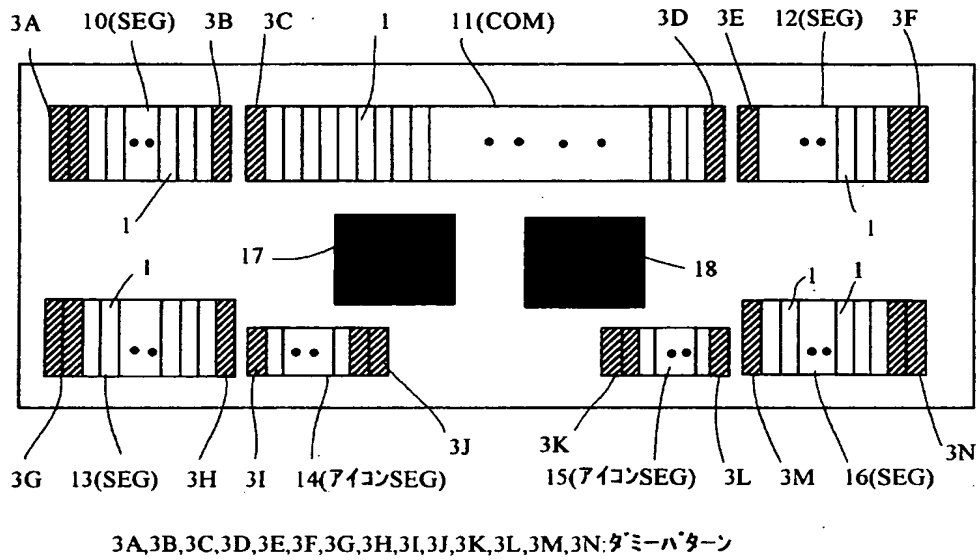 3A 10(SEG) 3B 3C 1 11(COM) 3D 3E 12(SEG) 3F
1 1
17 18
1 1 1
3G 13(SEG) 3H 3I 14(アイコンSEG) 3J 3K 15(アイコンSEG) 3L 3M 16(SEG) 3N
3A,3B,3C,3D,3E,3F,3G,3H,3I,3J,3K,3L,3M,3N:ダミーパターン